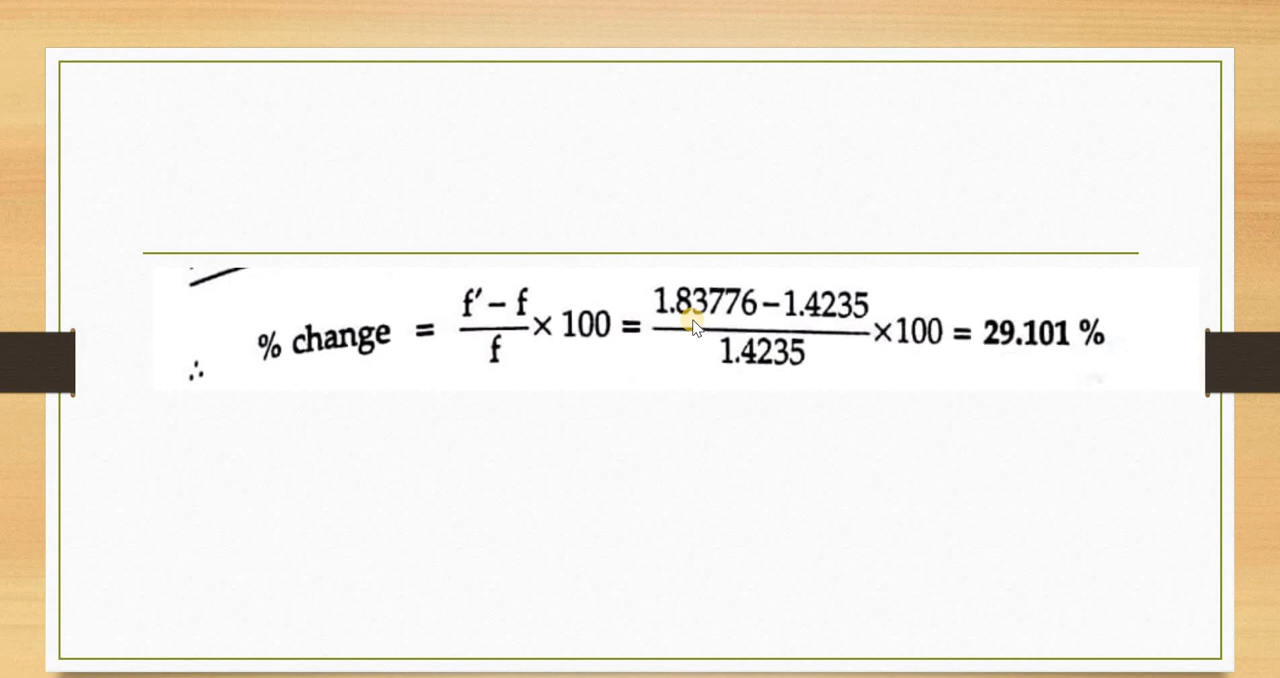 ∴ % change = f′ – f / f × 100 = 1.83776 – 1.4235 / 1.4235 ×100 = 29.101 %